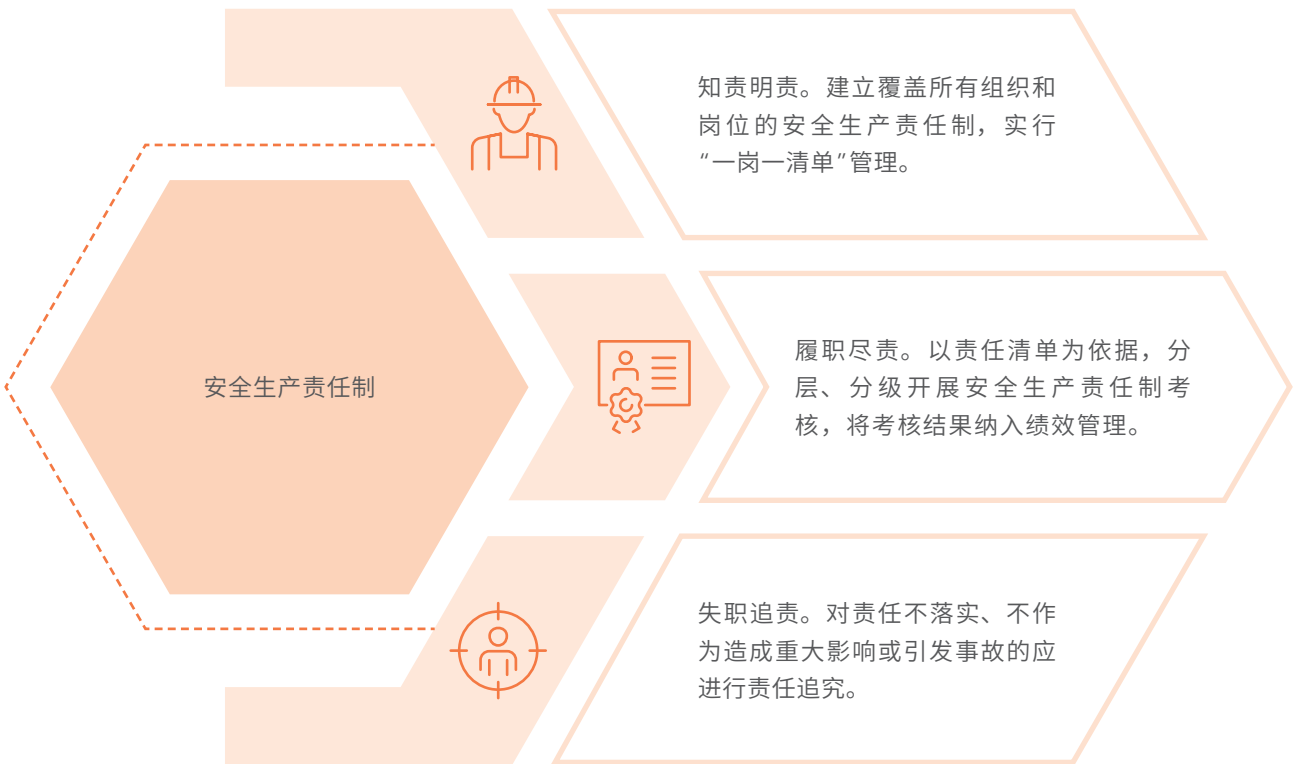 知责明责。建立覆盖所有组织和
岗位的安全生产责任制，实行
“一岗一清单”管理。
安全生产责任制
履职尽责。以责任清单为依据，分
层、分级开展安全生产责任制考
核，将考核结果纳入绩效管理。
失职追责。对责任不落实、不作
为造成重大影响或引发事故的应
进行责任追究。